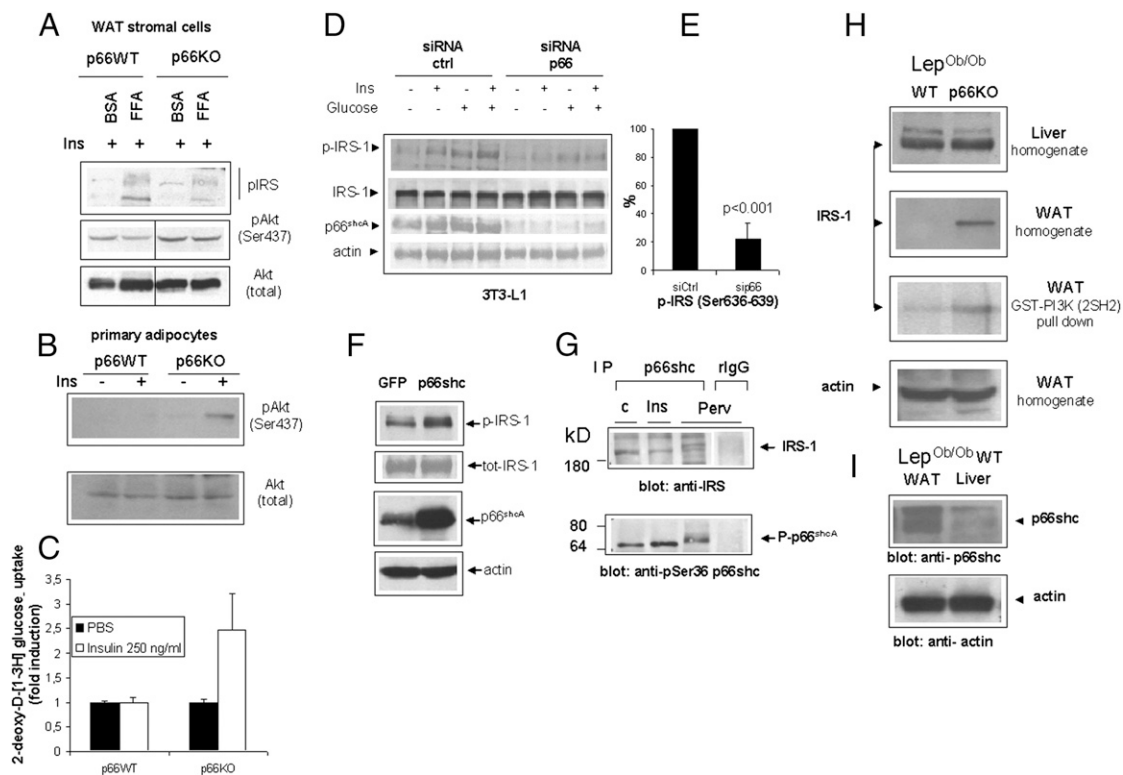 A
WAT stromal cells
p66WT p66KO
BSA FFA BSA FFA
Ins + + + +
pIRS
pAkt
(Ser437)
Akt
(total)
B
primary adipocytes
p66WT p66KO
Ins - + - +
pAkt
(Ser437)
Akt
(total)
C
2-deoxy-D-[1-3H] glucose_uptake
(fold induction)
3,5
3
2,5
2
1,5
1
0,5
0
PBS
Insulin 250 ng/ml
p66WT p66KO
D
siRNA siRNA
ctrl p66
Ins - + - + - + - +
Glucose - - + + - - + +
p-IRS-1
IRS-1
p66shcA
actin
3T3-L1
E
%
100
80
60
40
20
0
p<0.001
siCtrl sip66
p-IRS (Ser636-639)
F
GFP p66shc
p-IRS-1
tot-IRS-1
p66shcA
actin
G
I P p66shc rIgG
c Ins Perv
kD
180
IRS-1
blot: anti-IRS
80
64
P-p66shcA
blot: anti-pSer36 p66shc
H
LepOb/Ob
WT p66KO
Liver
homogenate
IRS-1
WAT
homogenate
WAT
GST-PI3K (2SH2)
pull down
actin
WAT
homogenate
I
LepOb/Ob WT
WAT Liver
p66shc
blot: anti- p66shc
actin
blot: anti- actin